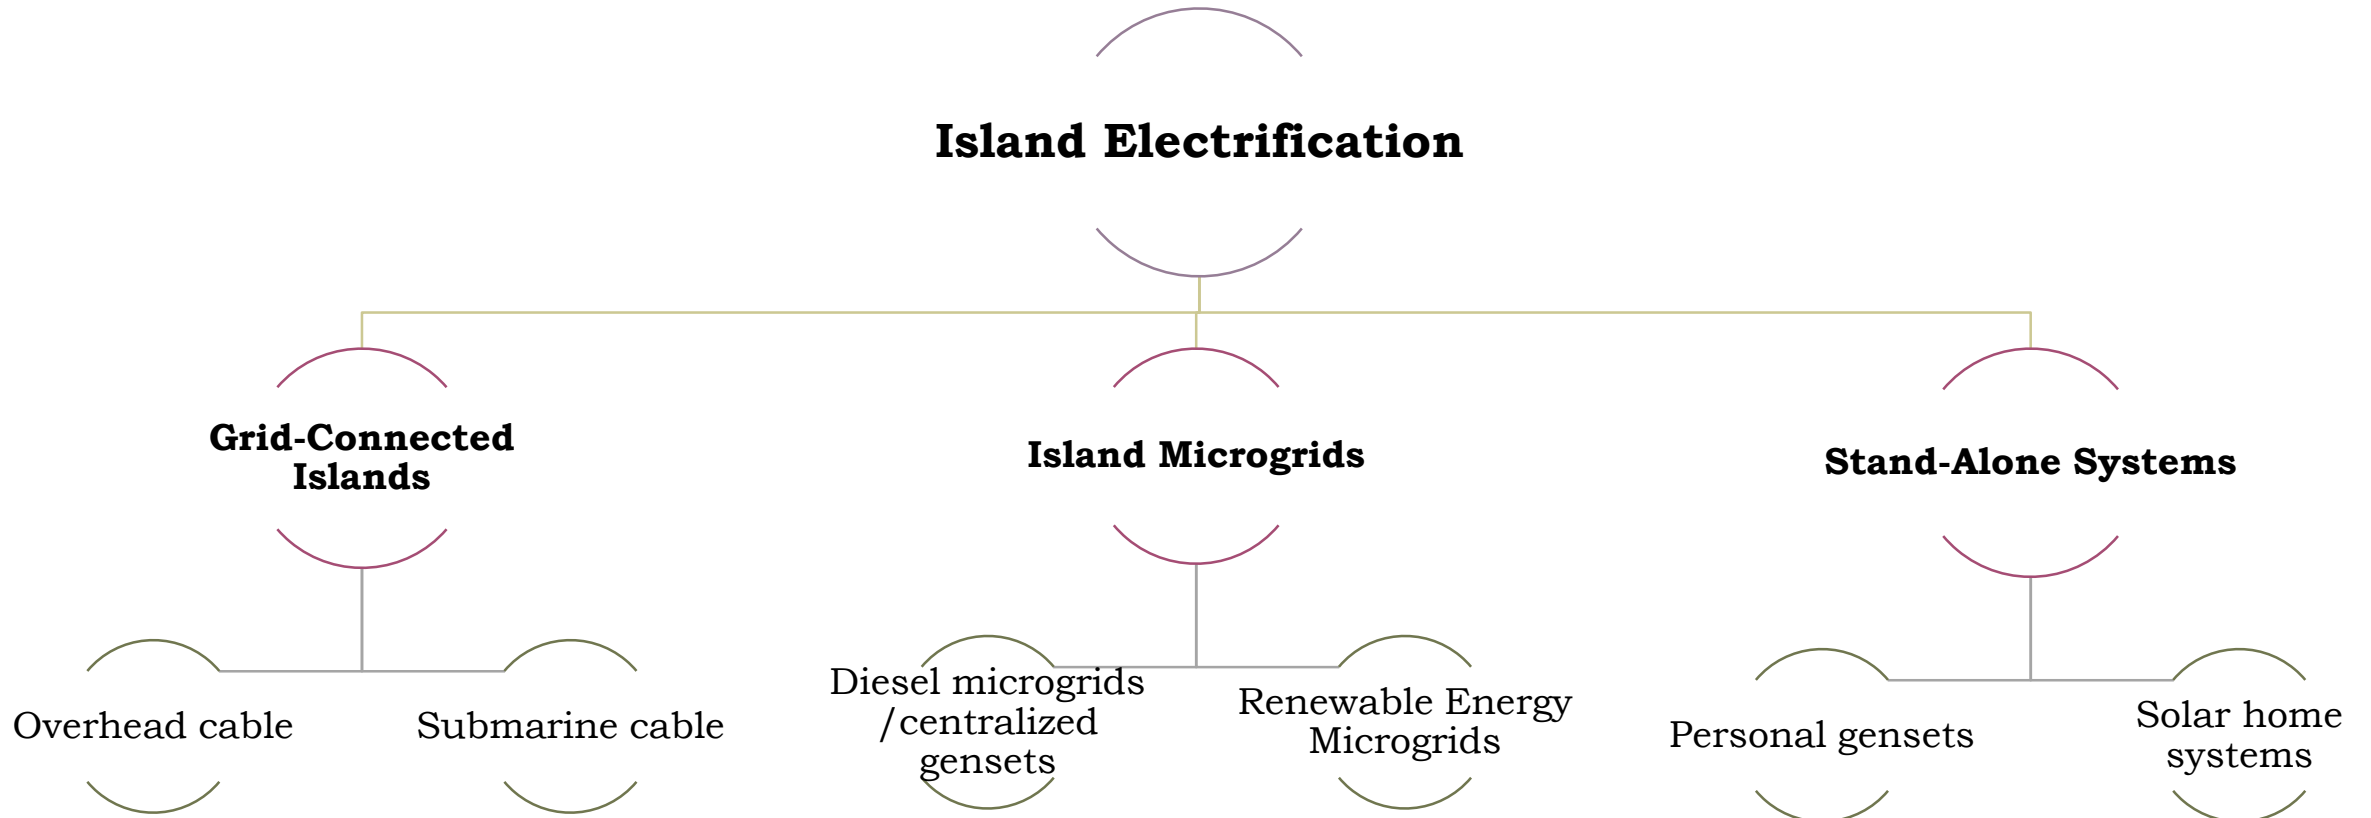 Island Electrification
Grid-Connected
Islands
Island Microgrids
Stand-Alone Systems
Overhead cable
Submarine cable
Diesel microgrids
/centralized
gensets
Renewable Energy
Microgrids
Personal gensets
Solar home
systems